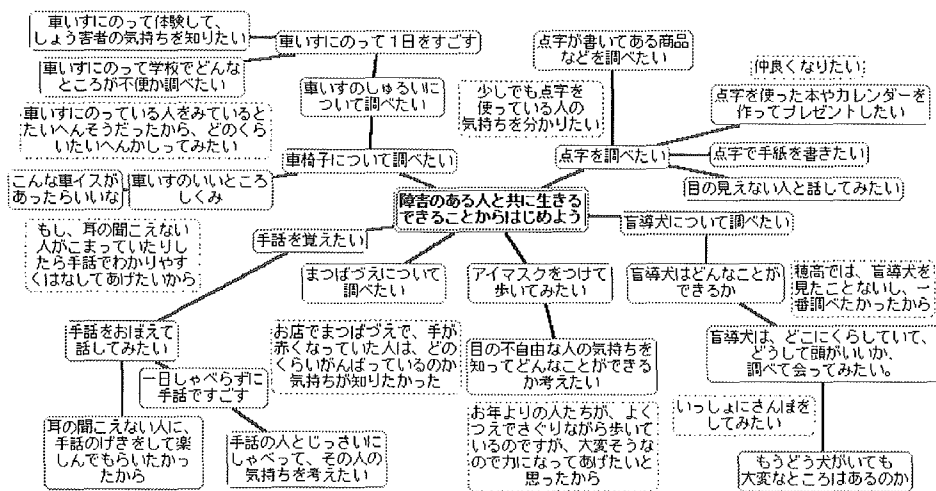 車いすにのって体験して、
しょう害者の気持ちを知りたい
車いすにのって1日をすごす
車いすにのって学校でどんな
ところが不便か調べたい
車いすのしゅるいに
ついて調べたい
車いすにのっている人をみていると
たいへんそうだったから、どのくら
いたいへんかしってみたい
車椅子について調べたい
こんな車イスが
あったらいいな
車いすのいいところ
しくみ
点字が書いてある商品
などを調べたい
少しでも点字を
使っている人の
気持ちを分かりたい
仲良くなりたい
点字を使った本やカレンダーを
作ってプレゼントしたい
点字を調べたい
点字で手紙を書きたい
目の見えない人と話してみたい
障害のある人と共に生きる
できることからはじめよう
手話を覚えたい
もし、耳の聞こえない
人がこまっていたりし
たら手話でわかりやす
くはなしてあげたいから
まつばづえについて
調べたい
アイマスクをつけて
歩いてみたい
盲導犬について調べたい
盲導犬はどんなことが
できるか
穂高では、盲導犬を
見たことないし、一
番調べたかったから
手話をおぼえて
話してみたい
お店でまつばづえで、手が
赤くなっていた人は、どの
くらいがんばっているのか
気持ちが知りたかった
目の不自由な人の気持ちを
知ってどんなことができる
か考えたい
盲導犬は、どこにくらしていて、
どうして頭がいいか、
調べて会ってみたい。
一日しゃべらずに
手話ですごす
耳の聞こえない人に、
手話のげきをして楽
しんでもらいたかっ
たから
手話の人とじっさいに
しゃべって、その人の
気持ちを考えたい
お年よりの人たちが、よく
つえでさぐりながら歩いて
いるのですが、大変そうな
ので力になってあげたいと
思ったから
いっしょにさんぽを
してみたい
もうどう犬がいても
大変なところはあるのか